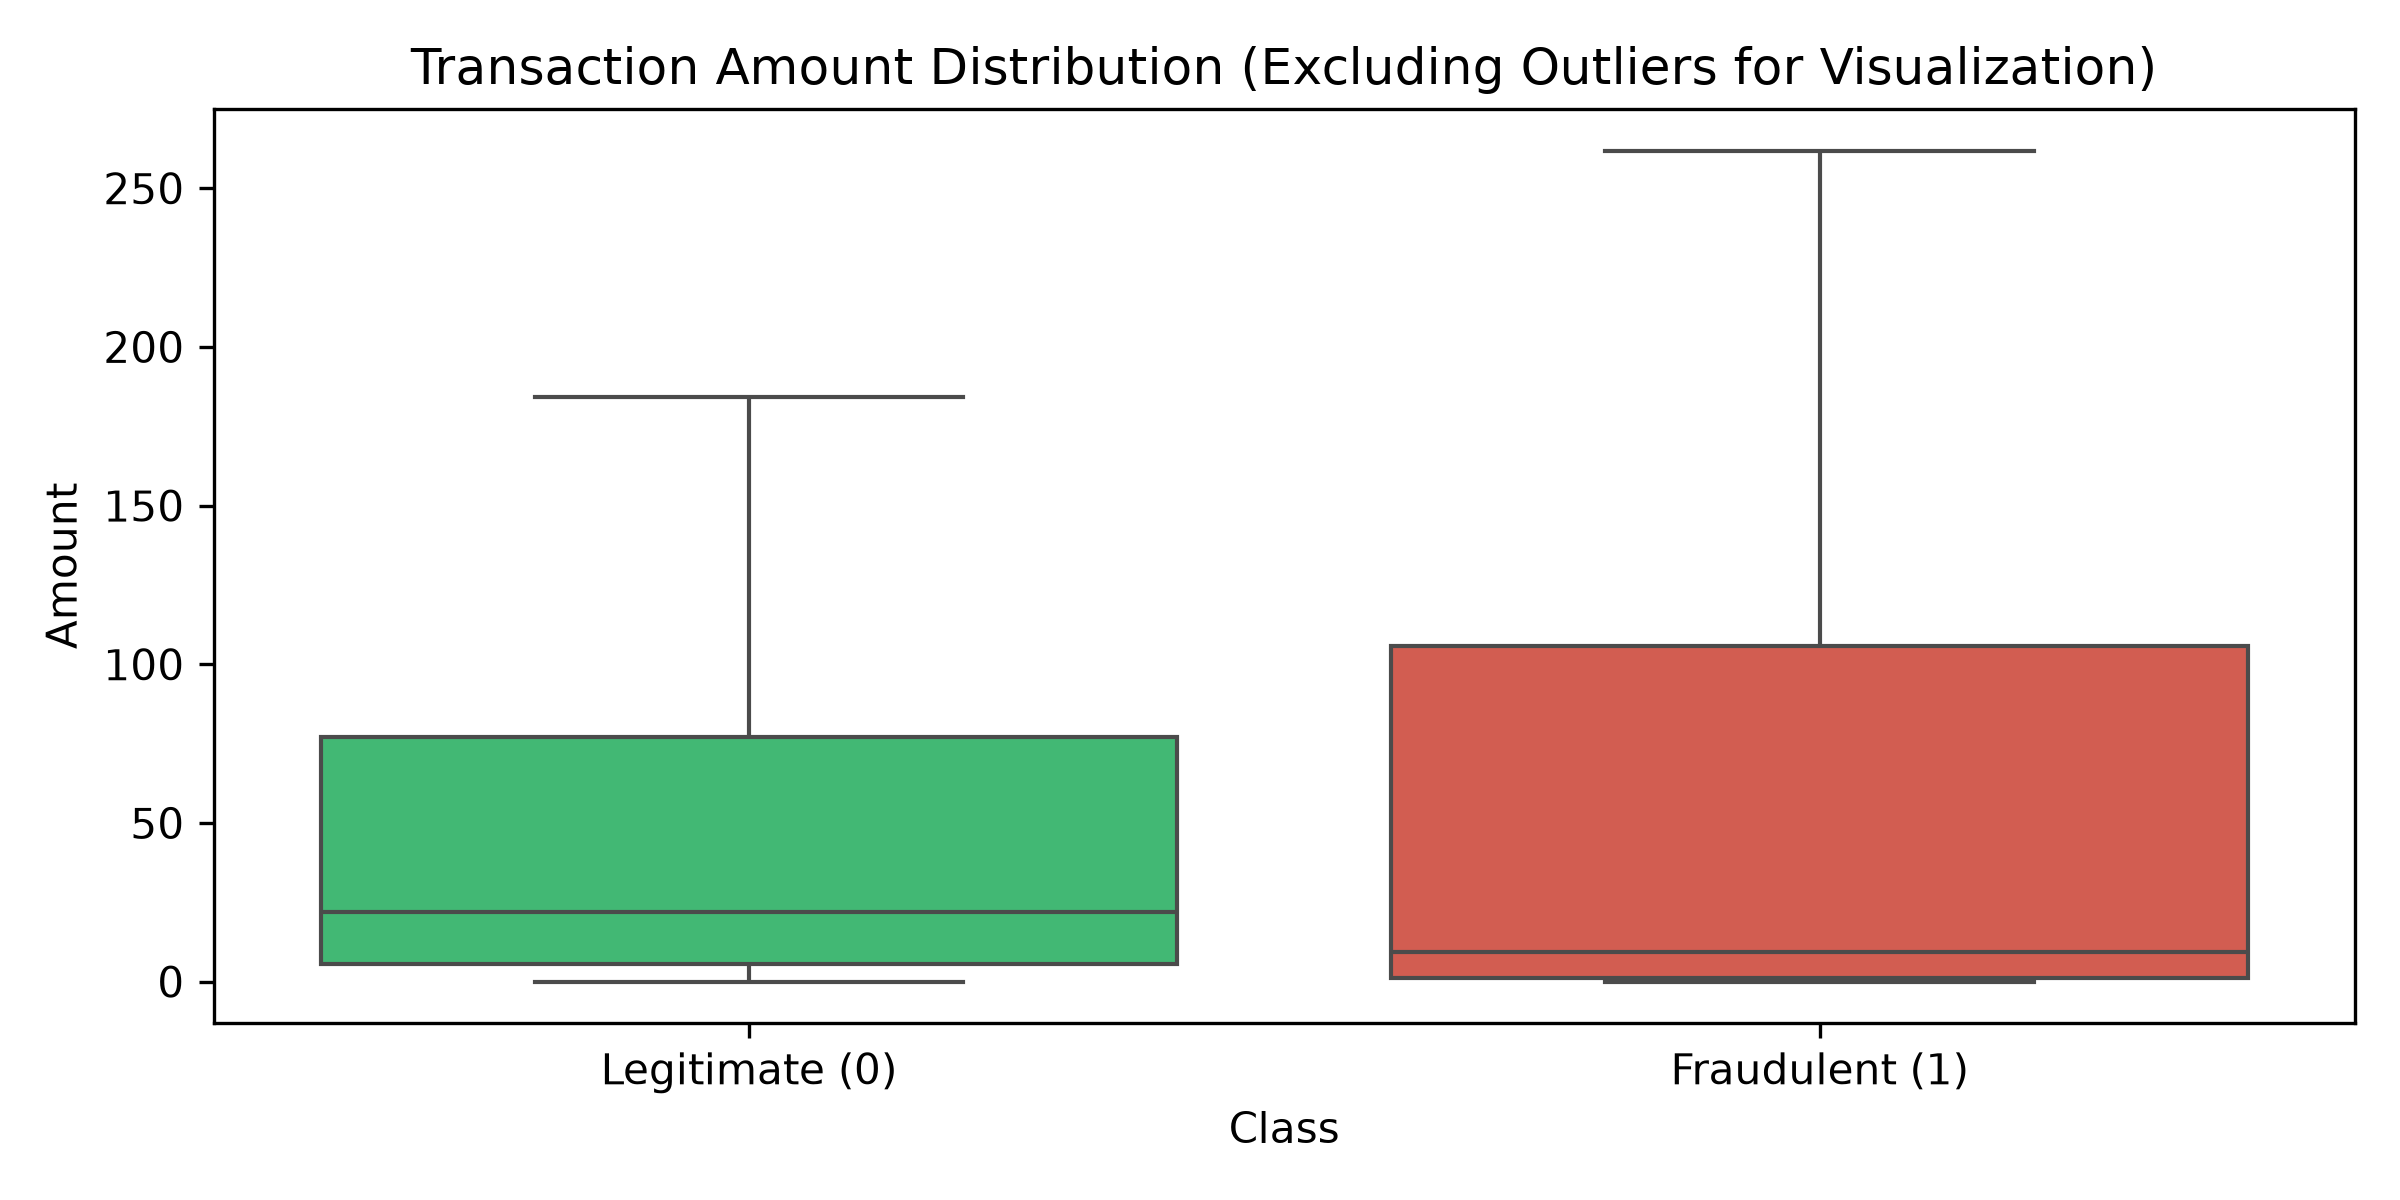 Transaction Amount Distribution (Excluding Outliers for Visualization)
Amount
250
200
150
100
50
0
Legitimate (0)
Fraudulent (1)
Class